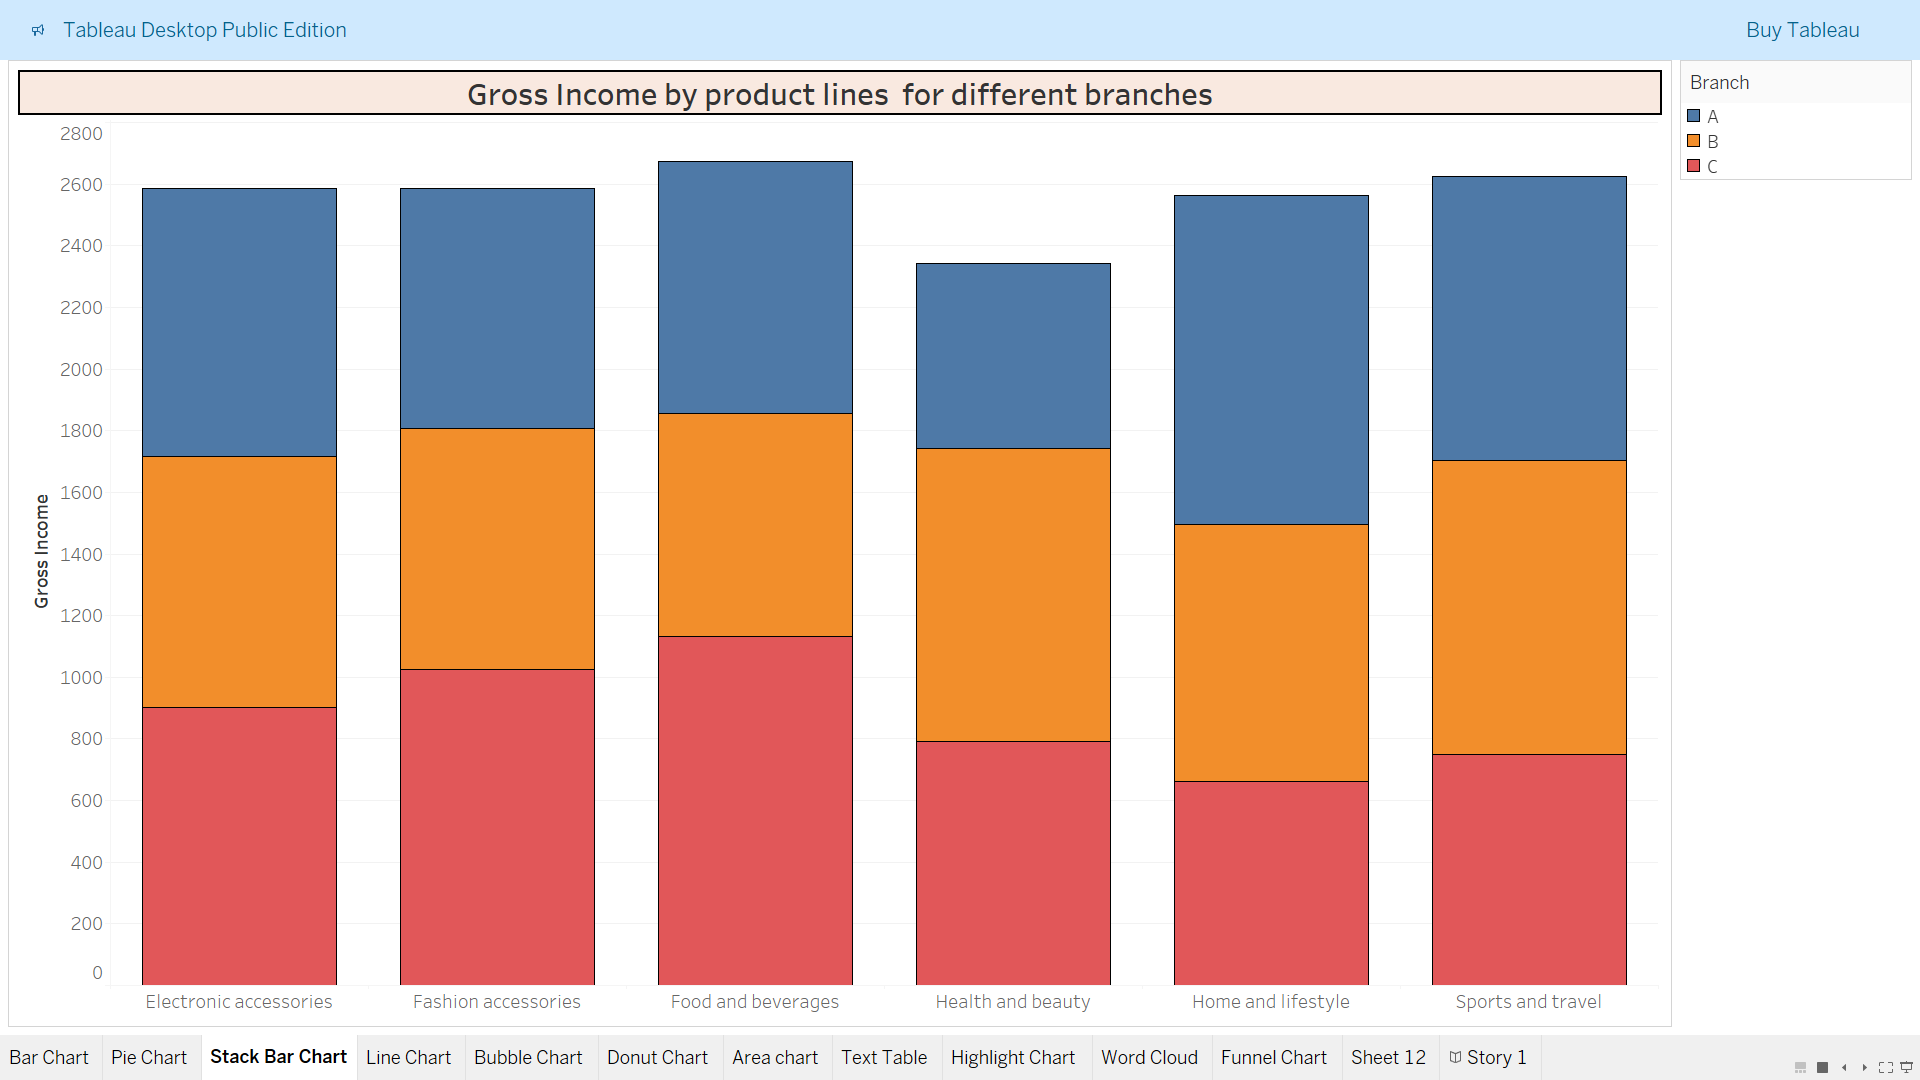 Tableau Desktop Public Edition
Buy Tableau
Gross Income by product lines  for different branches
Branch
A
B
C
Gross Income
2800
2600
2400
2200
2000
1800
1600
1400
1200
1000
800
600
400
200
0
Electronic accessories
Fashion accessories
Food and beverages
Health and beauty
Home and lifestyle
Sports and travel
Bar Chart
Pie Chart
Stack Bar Chart
Line Chart
Bubble Chart
Donut Chart
Area chart
Text Table
Highlight Chart
Word Cloud
Funnel Chart
Sheet 12
Story 1